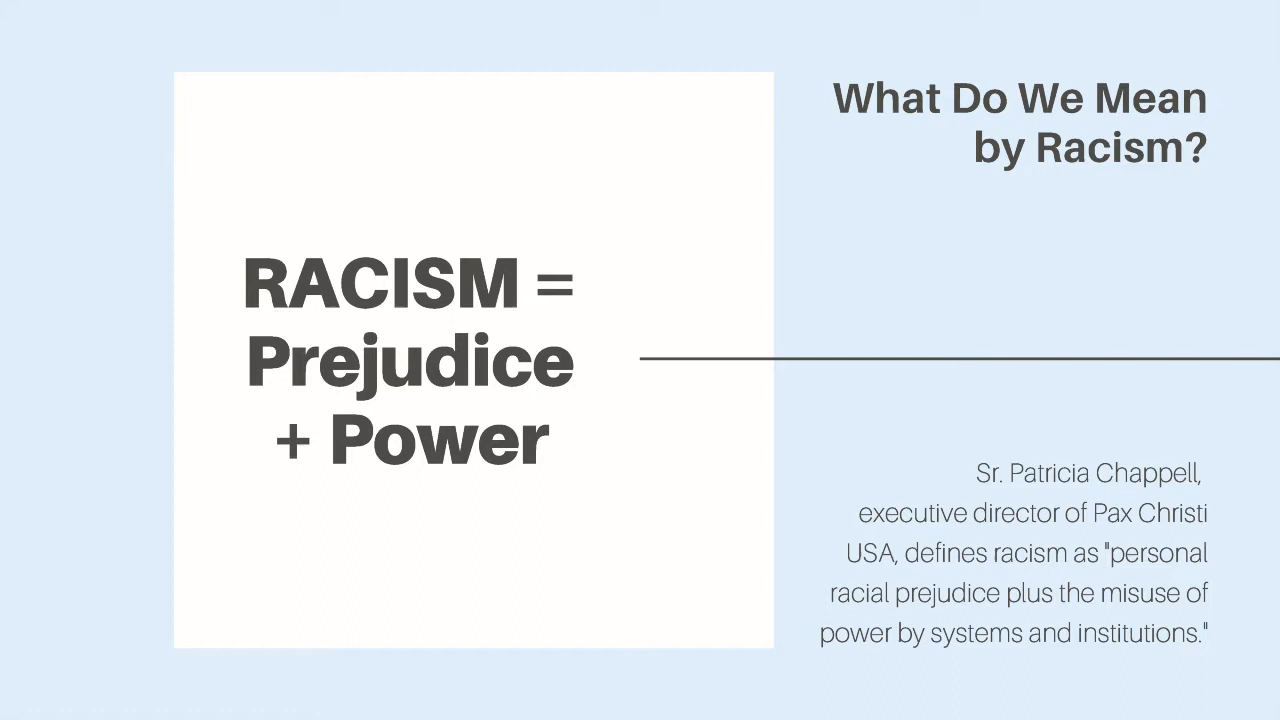 What Do We Mean
by Racism?
RACISM =
Prejudice
+ Power
Sr. Patricia Chappell,
executive director of Pax Christi
USA, defines racism as "personal
racial prejudice plus the misuse of
power by systems and institutions."